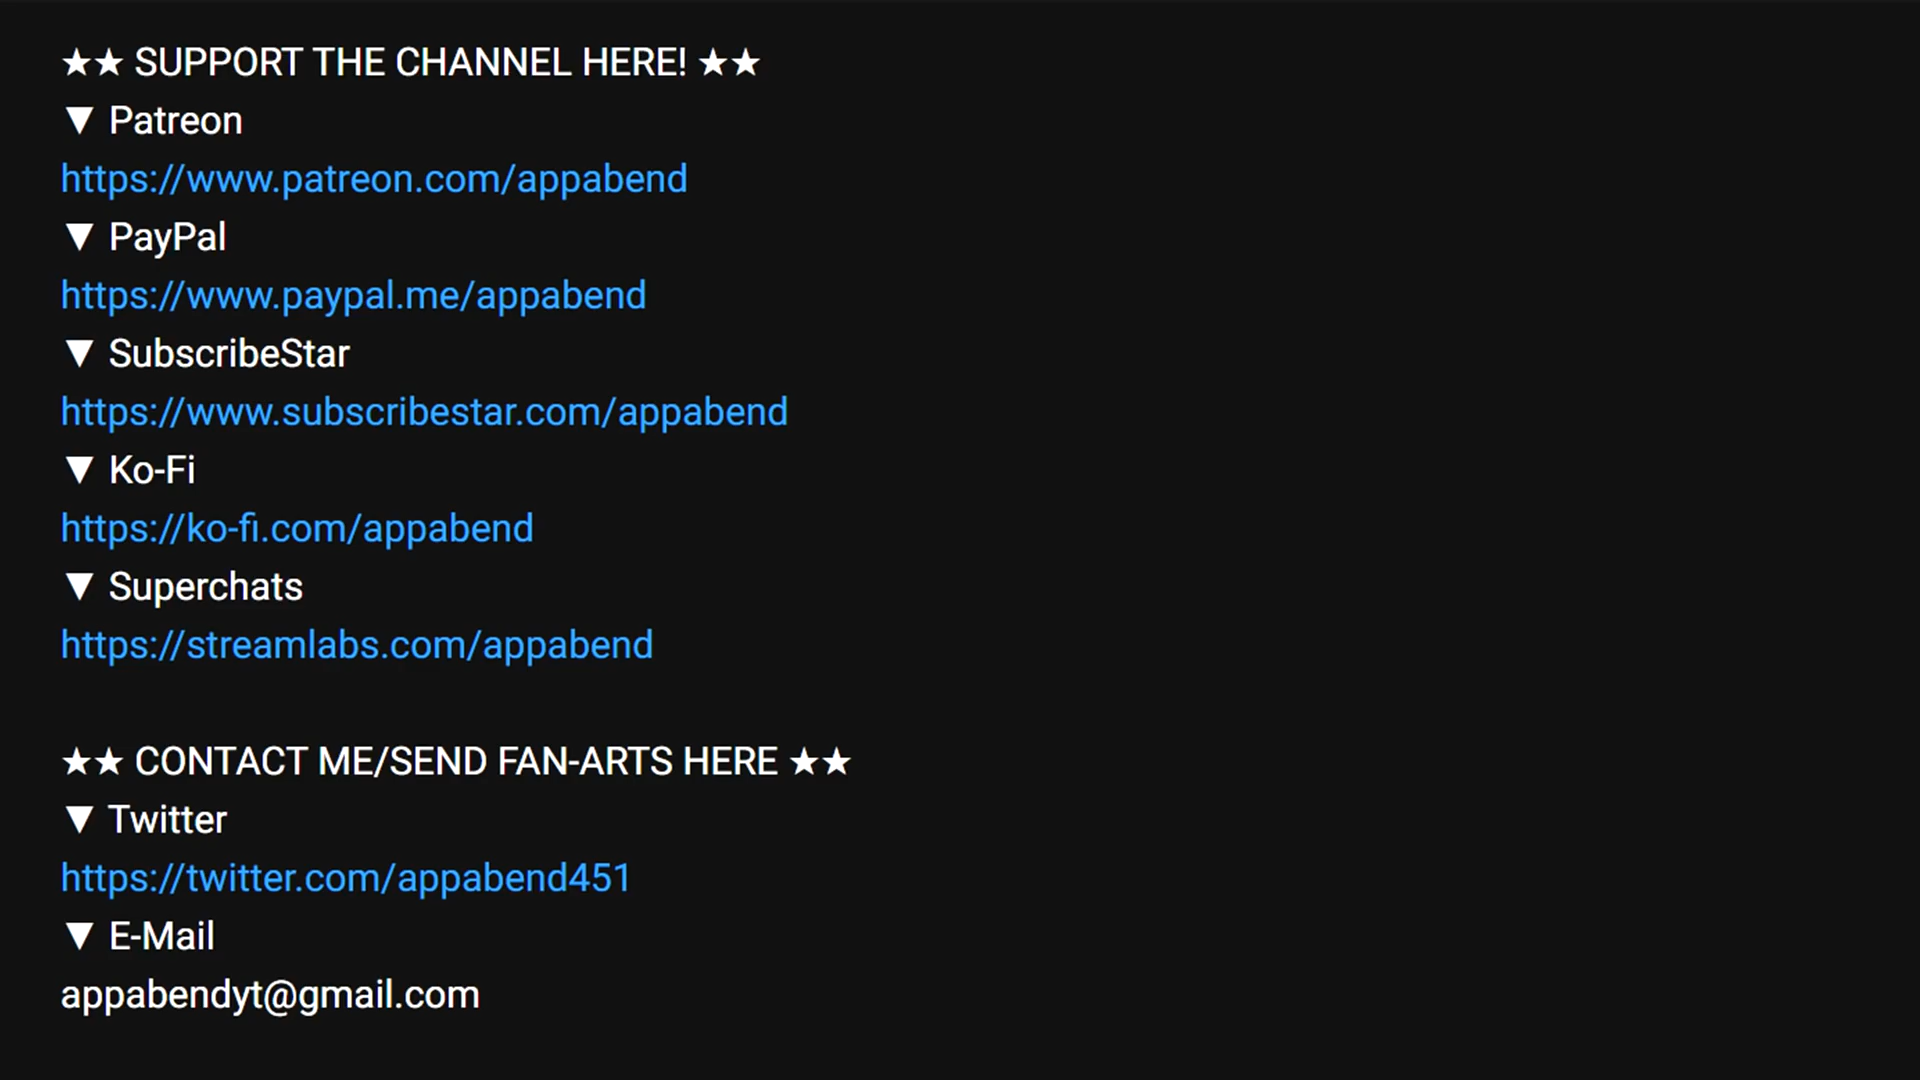 ★★ SUPPORT THE CHANNEL HERE! ★★
▼ Patreon
https://www.patreon.com/appabend
▼ PayPal
https://www.paypal.me/appabend
▼ SubscribeStar
https://www.subscribestar.com/appabend
▼ Ko-Fi
https://ko-fi.com/appabend
▼ Superchats
https://streamlabs.com/appabend
★★ CONTACT ME/SEND FAN-ARTS HERE ★★
▼ Twitter
https://twitter.com/appabend451
▼ E-Mail
appabendyt@gmail.com